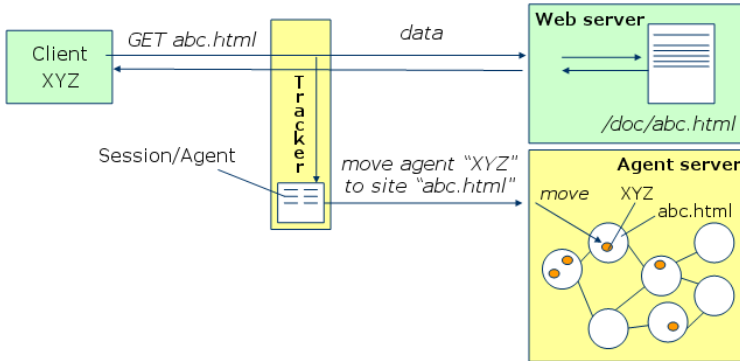 Client
XYZ
GET abc.html
Tracker
data
Web server
/doc/abc.html
Session/Agent
move agent “XYZ”
to site “abc.html”
Agent server
move
XYZ
abc.html